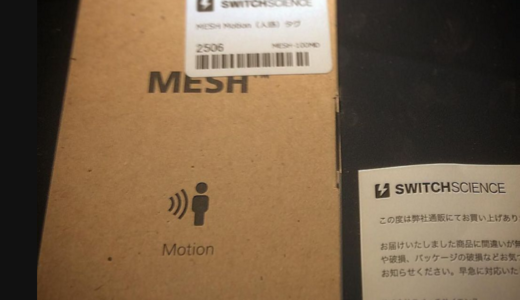 SWITCHSCIENCE
MESH Motion (人感) タグ
2506
MESH-100MD
MESH™
Motion
SWITCHSCIENCE
この度は弊社通販にてお買い上げあり
お届けいたしました商品に間違いが
や破損、パッケージの破損などお気
お知らせください。早急に対応いた